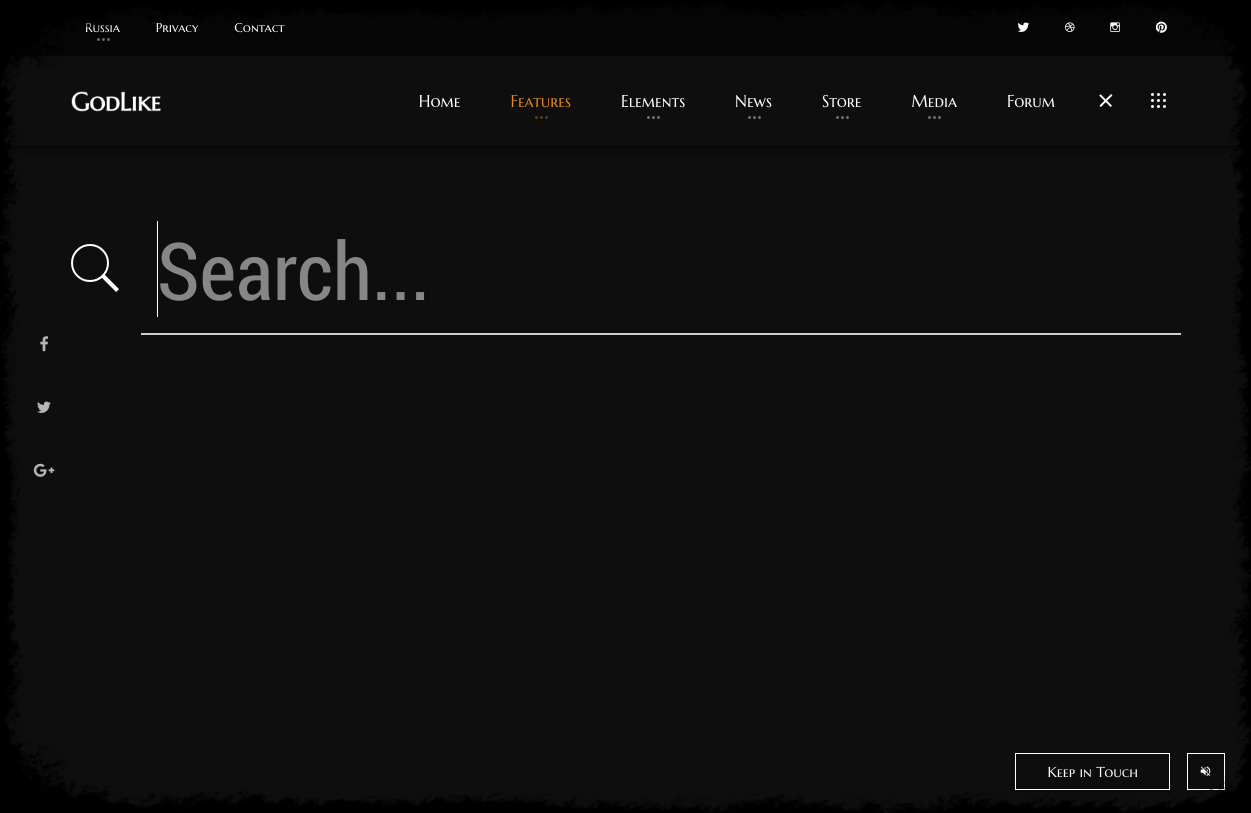 Russia
Privacy
Contact
GodLike
Home
Features
Elements
News
Store
Media
Forum
Search...
Keep in Touch